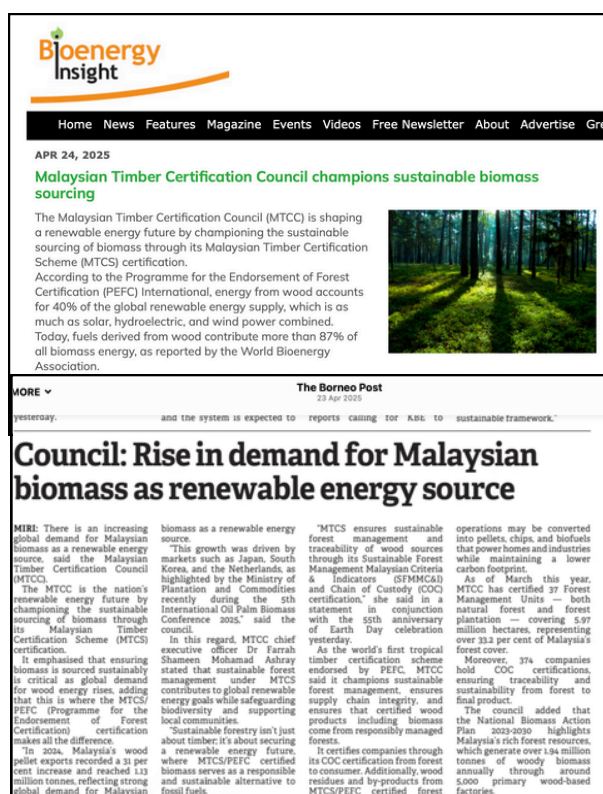 Bioenergy
Insight
Home News Features Magazine Events Videos Free Newsletter About Advertise Gre
APR 24, 2025
Malaysian Timber Certification Council champions sustainable biomass
sourcing
The Malaysian Timber Certification Council (MTCC) is shaping
a renewable energy future by championing the sustainable
sourcing of biomass through its Malaysian Timber Certification
Scheme (MTCS) certification.
According to the Programme for the Endorsement of Forest
Certification (PEFC) International, energy from wood accounts
for 40% of the global renewable energy supply, which is as
much as solar, hydroelectric, and wind power combined.
Today, fuels derived from wood contribute more than 87% of
all biomass energy, as reported by the World Bioenergy
Association.
MORE
The Borneo Post
23 Apr 2025
yesterday.
and the system is expected to
reports calling for KBE to
sustainable framework."
Council: Rise in demand for Malaysian
biomass as renewable energy source
MIRI: There is an increasing
global demand for Malaysian
biomass as a renewable energy
source, said the Malaysian
Timber Certification Council
(MTCC).
The MTCC is the nation's
renewable energy future by
championing the sustainable
sourcing of biomass through
its Malaysian Timber
Certification Scheme (MTCS)
certification.
It emphasised that ensuring
biomass is sourced sustainably
is critical as global demand
for wood energy rises, adding
that this is where the MTCS/
PEFC (Programme for the
Endorsement of Forest
Certification) certification
makes all the difference.
"In 2024, Malaysia's wood
pellet exports recorded a 31 per
cent increase and reached 1.13
million tonnes, reflecting strong
global demand for Malaysian
biomass as a renewable energy
source.
"This growth was driven by
markets such as Japan, South
Korea, and the Netherlands, as
highlighted by the Ministry of
Plantation and Commodities
recently during the 5th
International Oil Palm Biomass
Conference 2025," said the
council.
In this regard, MTCC chief
executive officer Dr Farrah
Shameen Mohamad Ashray
stated that sustainable forest
management under MTCS
contributes to global renewable
energy goals while safeguarding
biodiversity and supporting
local communities.
"Sustainable forestry isn't just
about timber; it's about securing
a renewable energy future,
where MTCS/PEFC certified
biomass serves as a responsible
and sustainable alternative to
fossil fuels.
"MTCS ensures sustainable
forest management and
traceability of wood sources
through its Sustainable Forest
Management Malaysian Criteria
& Indicators (SFMMC&I)
and Chain of Custody (COC)
certification," she said in a
statement in conjunction
with the 55th anniversary
of Earth Day celebration
yesterday.
As the world's first tropical
timber certification scheme
endorsed by PEFC, MTCC
said it champions sustainable
forest management, ensures
supply chain integrity, and
ensures that certified wood
products including biomass
come from responsibly managed
forests.
It certifies companies through
its COC certification from forest
to consumer. Additionally, wood
residues and by-products from
MTCS/PEFC certified forest
operations may be converted
into pellets, chips, and biofuels
that power homes and industries
while maintaining a lower
carbon footprint.
As of March this year,
MTCC has certified 37 Forest
Management Units — both
natural forest and forest
plantation — covering 5.97
million hectares, representing
over 33.2 per cent of Malaysia's
forest cover.
Moreover, 374 companies
hold COC certifications,
ensuring traceability and
sustainability from forest to
final product.
The council added that
the National Biomass Action
Plan 2023-2030 highlights
Malaysia's rich forest resources,
which generate over 1.94 million
tonnes of woody biomass
annually through around
5,000 primary wood-based
factories.